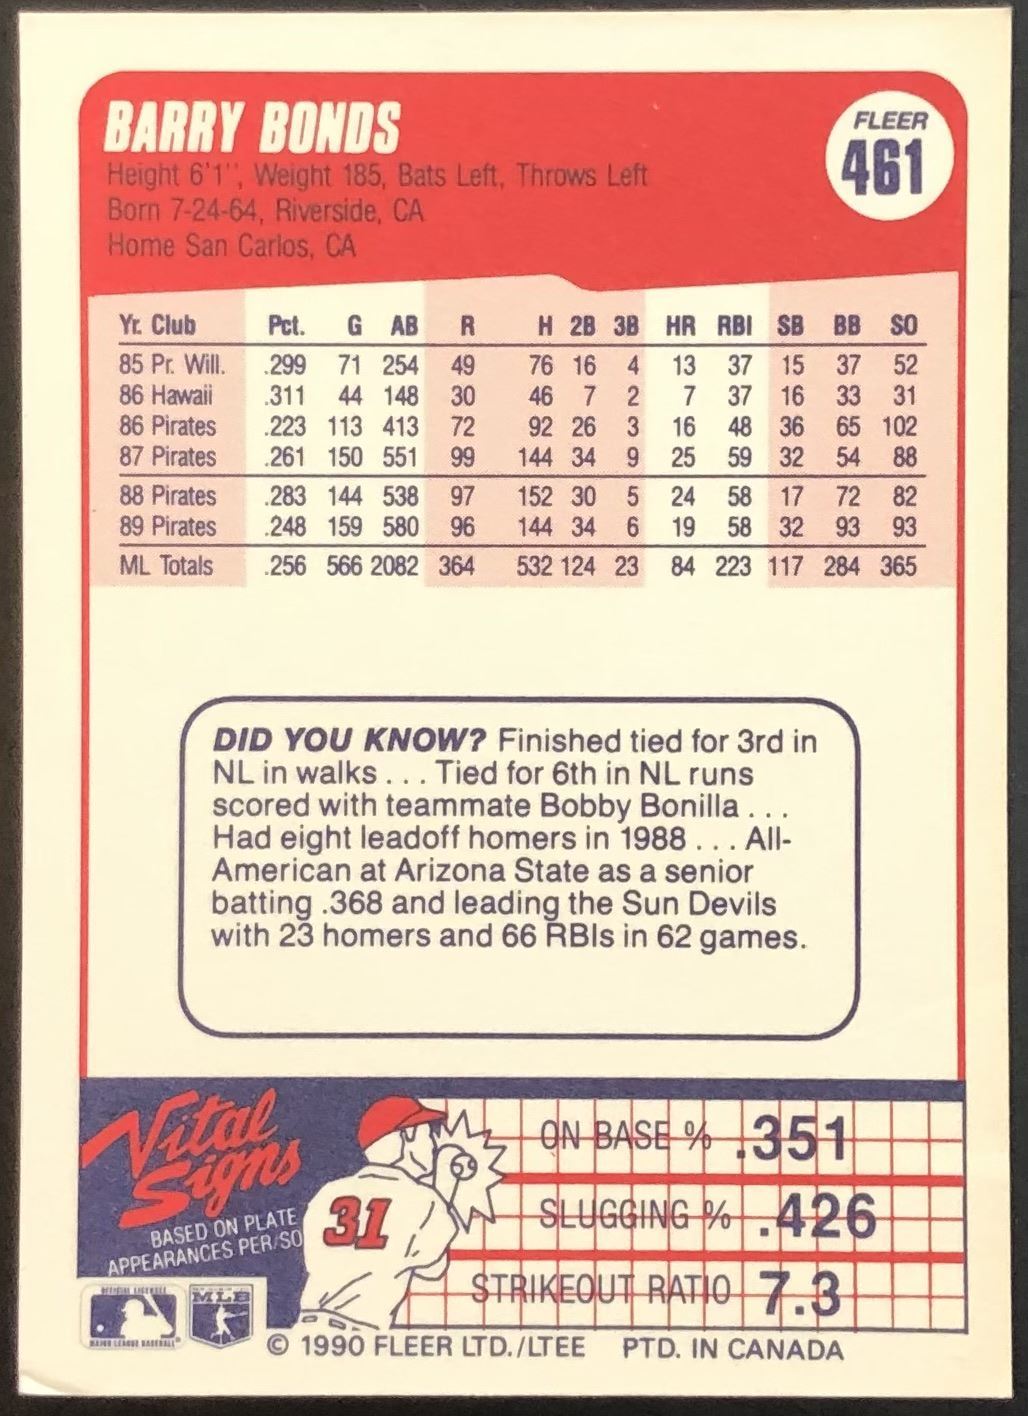 BARRY BONDS
FLEER
461
Height 6'1'', Weight 185, Bats Left, Throws Left
Born 7-24-64, Riverside, CA
Home San Carlos, CA
Yr. Club Pct. G AB R H 2B 3B HR RBI SB BB SO
85 Pr. Will. .299 71 254 49 76 16 4 13 37 15 37 52
86 Hawaii .311 44 148 30 46 7 2 7 37 16 33 31
86 Pirates .223 113 413 72 92 26 3 16 48 36 65 102
87 Pirates .261 150 551 99 144 34 9 25 59 32 54 88
88 Pirates .283 144 538 97 152 30 5 24 58 17 72 82
89 Pirates .248 159 580 96 144 34 6 19 58 32 93 93
ML Totals .256 566 2082 364 532 124 23 84 223 117 284 365
DID YOU KNOW? Finished tied for 3rd in
NL in walks . . . Tied for 6th in NL runs
scored with teammate Bobby Bonilla . . .
Had eight leadoff homers in 1988 . . . All-
American at Arizona State as a senior
batting .368 and leading the Sun Devils
with 23 homers and 66 RBIs in 62 games.
Vital
Signs
BASED ON PLATE
APPEARANCES PER/SO
31
ON BASE % .351
SLUGGING % .426
STRIKEOUT RATIO 7.3
OFFICIAL LICENSEE
MAJOR LEAGUE BASEBALL
MLB
© 1990 FLEER LTD./LTEE PTD. IN CANADA